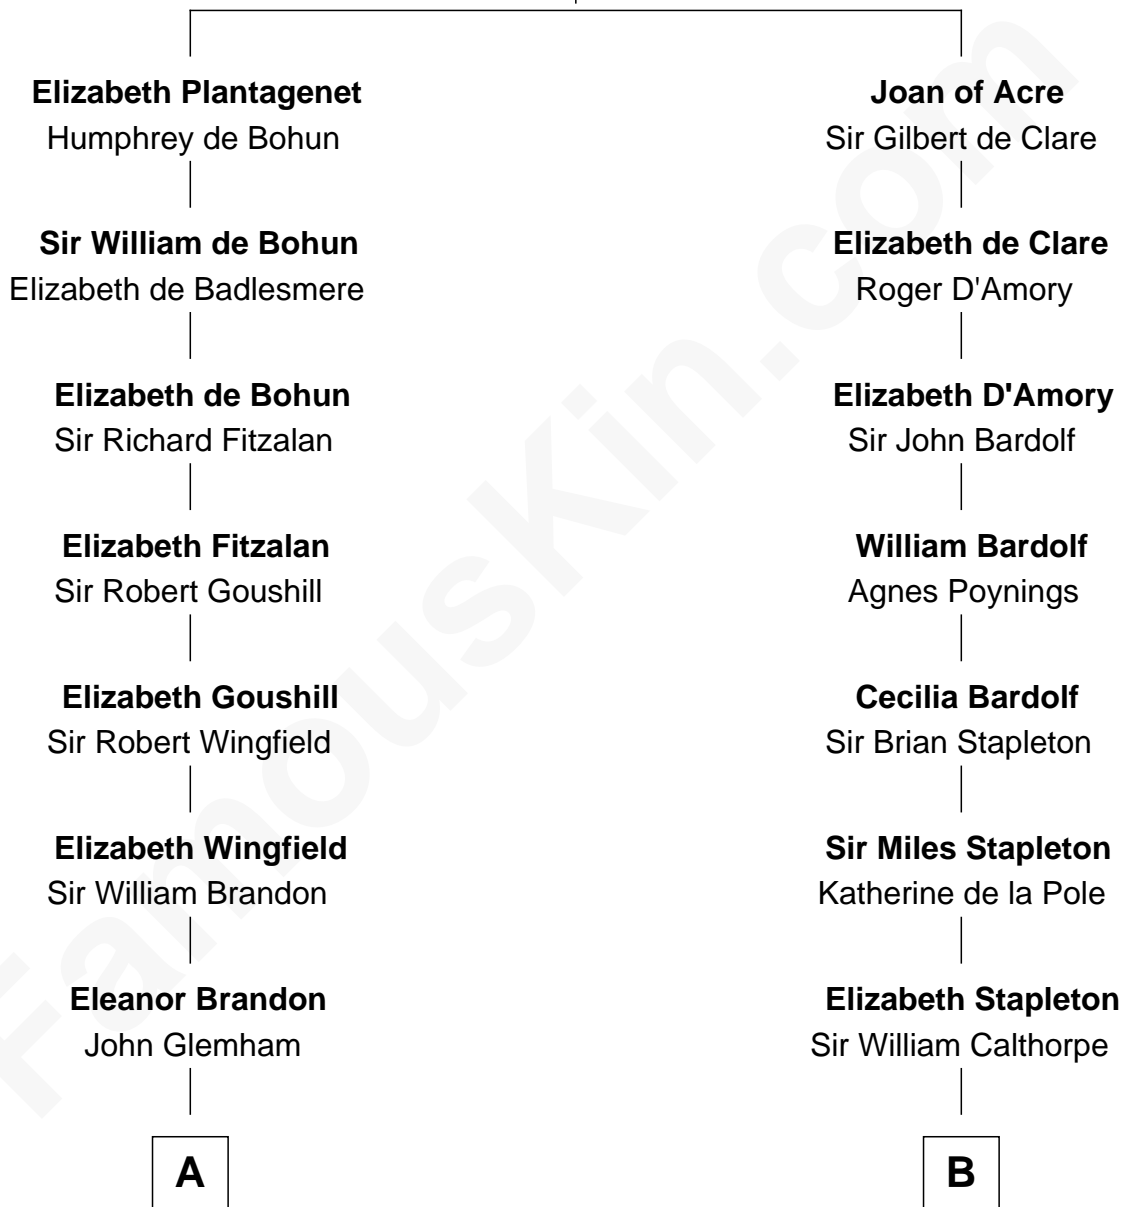 Elizabeth Plantagenet
Humphrey de Bohun
Sir William de Bohun
Elizabeth de Badlesmere
Elizabeth de Bohun
Sir Richard Fitzalan
Elizabeth Fitzalan
Sir Robert Goushill
Elizabeth Goushill
Sir Robert Wingfield
Elizabeth Wingfield
Sir William Brandon
Eleanor Brandon
John Glemham
A
Joan of Acre
Sir Gilbert de Clare
Elizabeth de Clare
Roger D'Amory
Elizabeth D'Amory
Sir John Bardolf
William Bardolf
Agnes Poynings
Cecilia Bardolf
Sir Brian Stapleton
Sir Miles Stapleton
Katherine de la Pole
Elizabeth Stapleton
Sir William Calthorpe
B
FamousKin.com